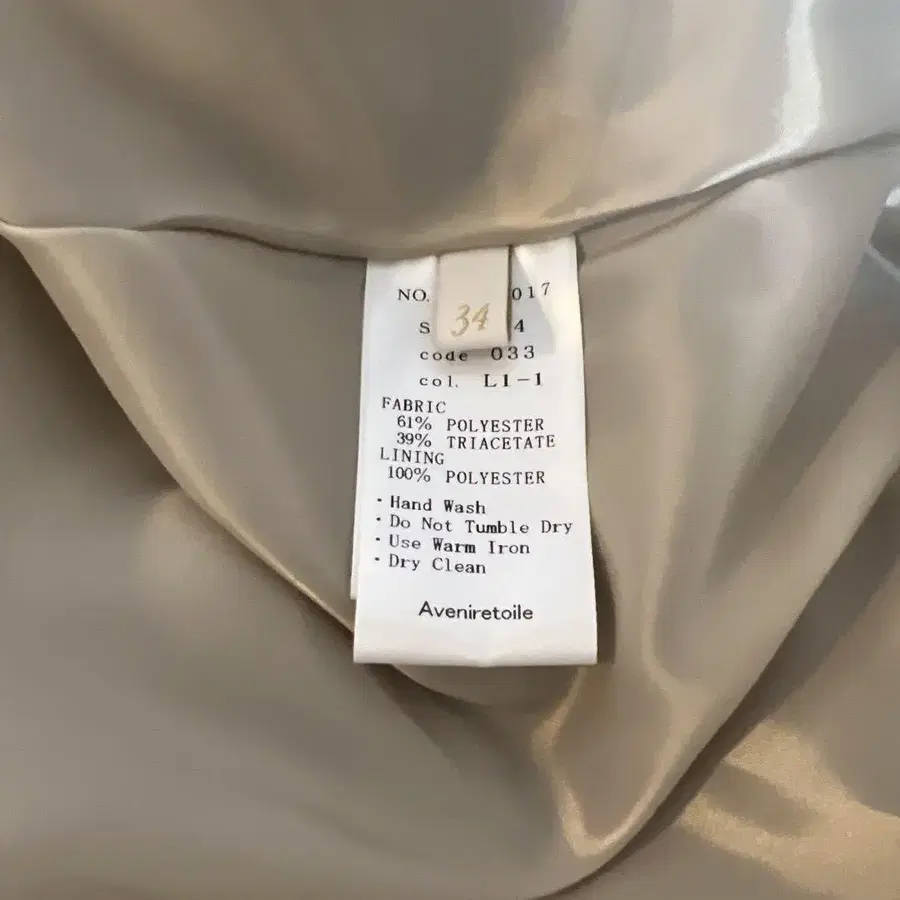 NO. 017
34
S 4
code 033
col. L1-1
FABRIC
61% POLYESTER
39% TRIACETATE
LINING
100% POLYESTER
・Hand Wash
・Do Not Tumble Dry
・Use Warm Iron
・Dry Clean
Aveniretoile